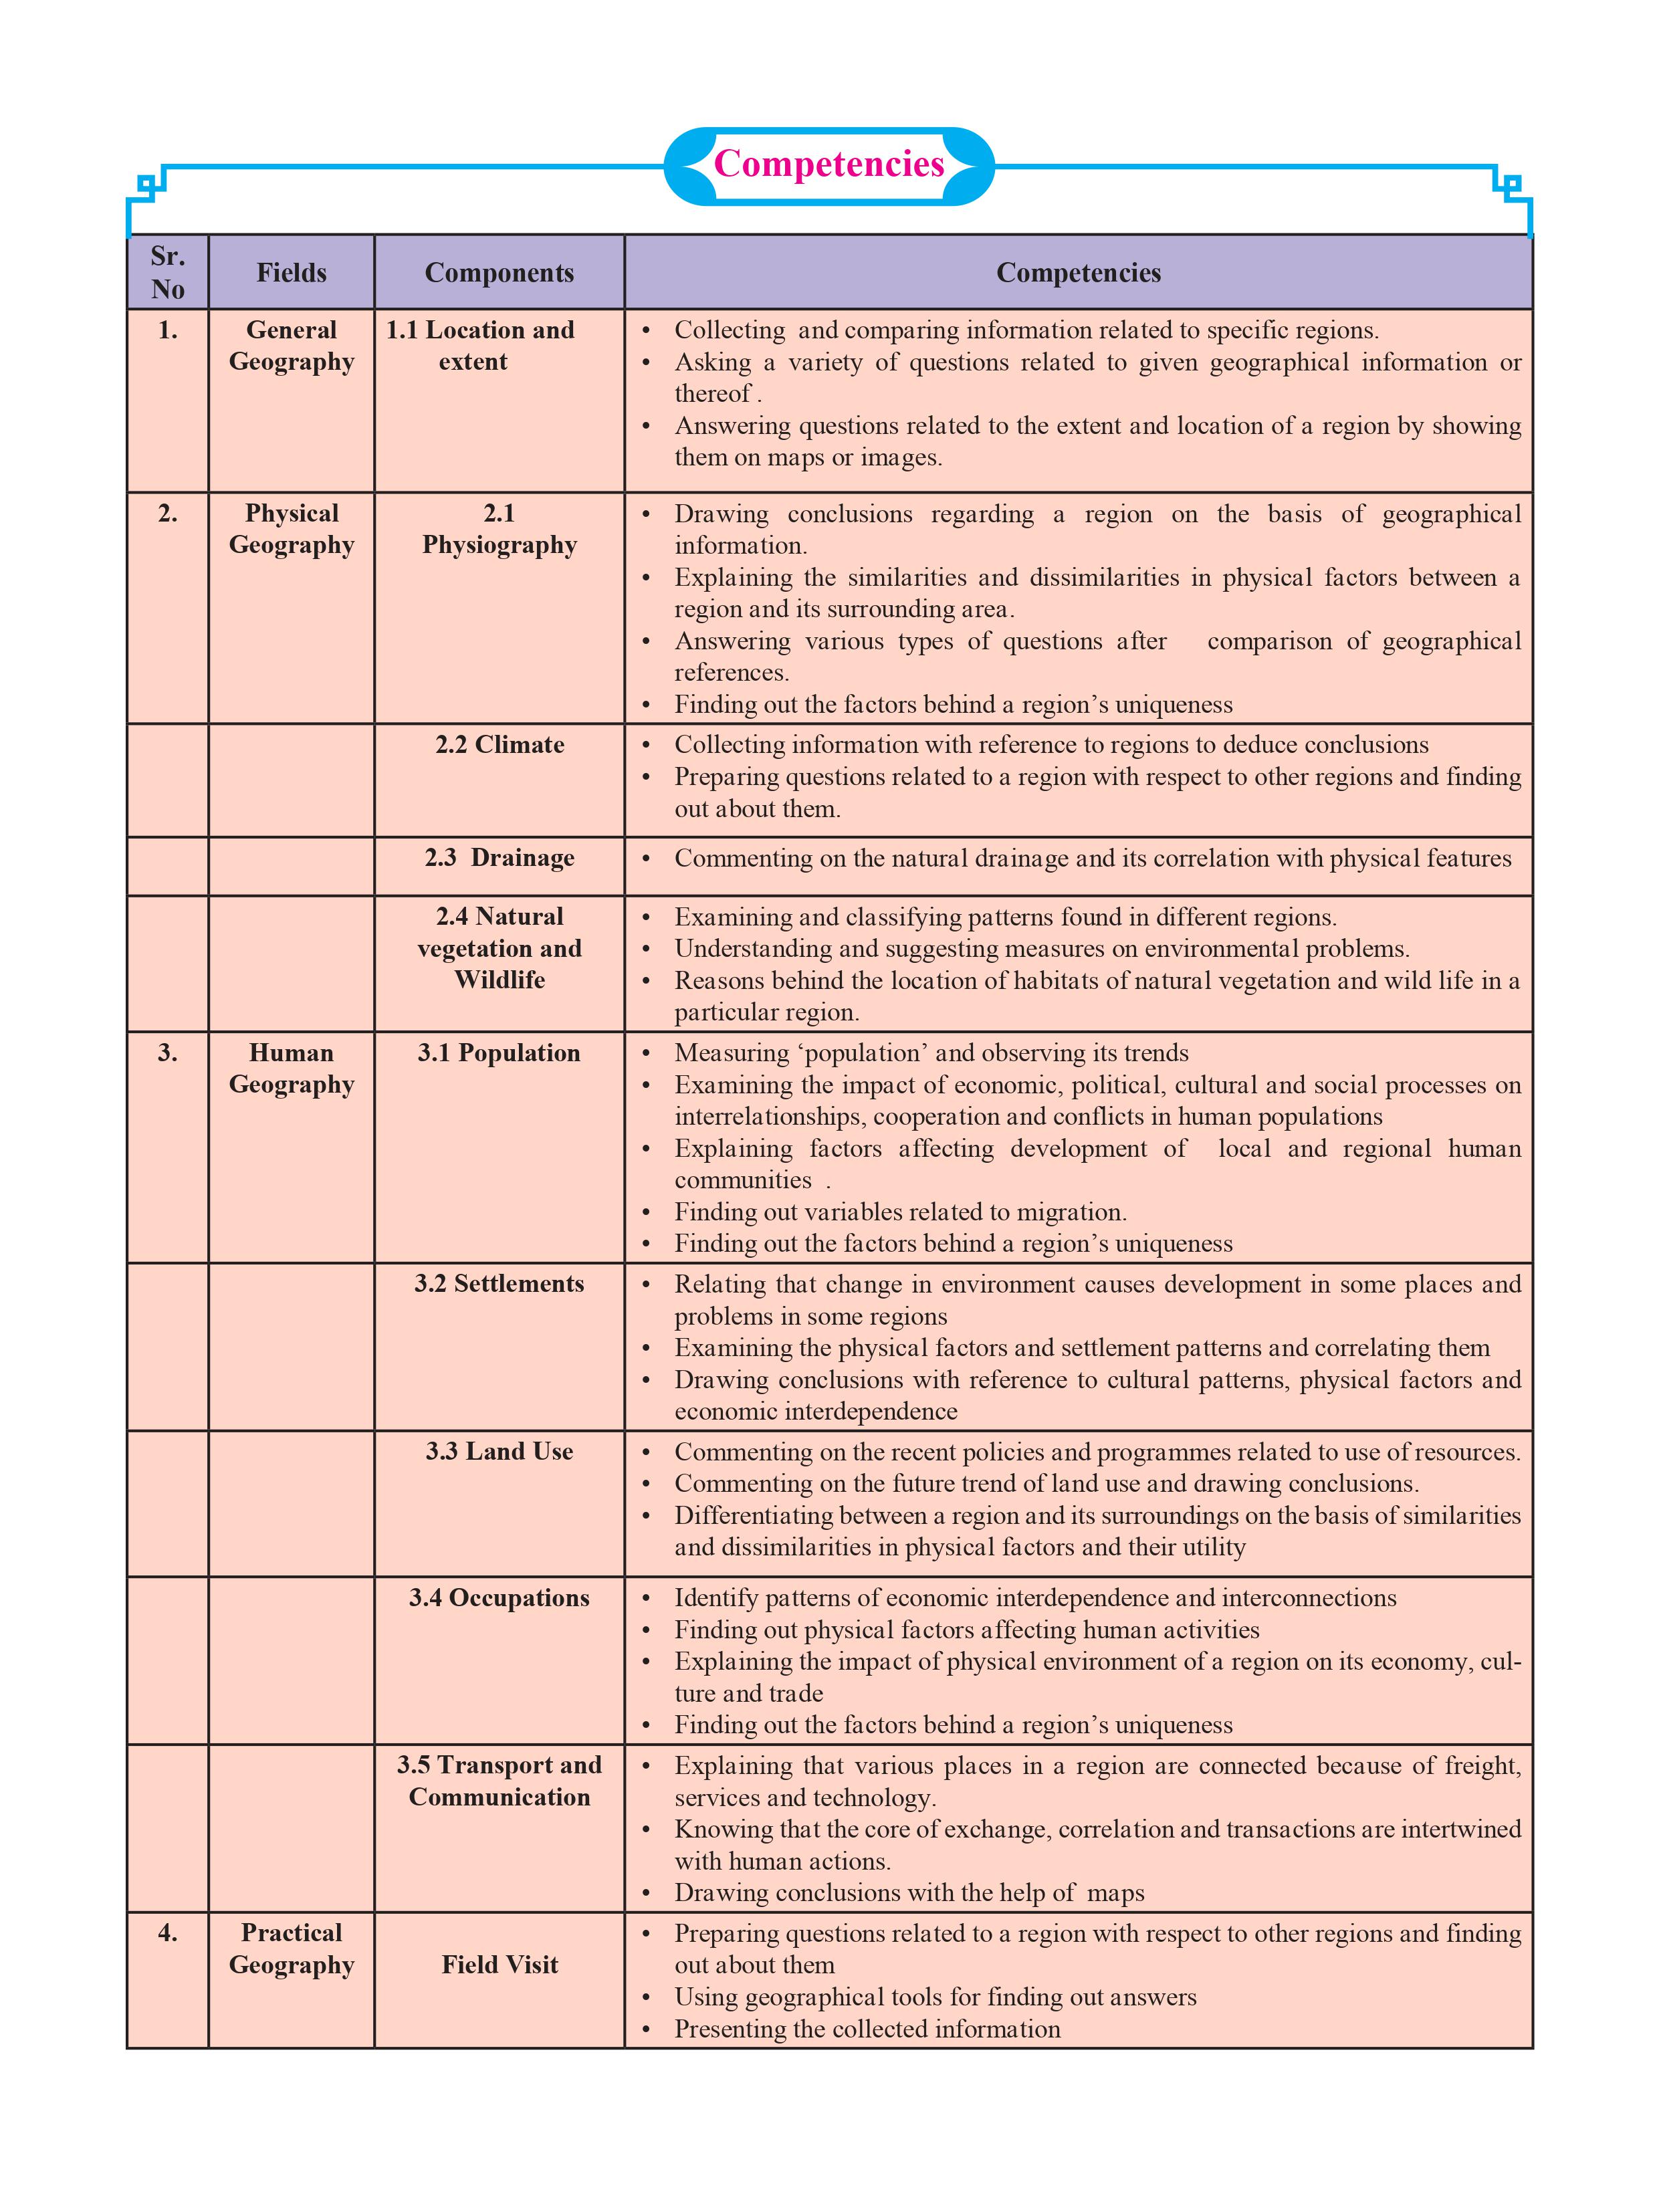 Competencies
Sr.
No
Fields
Components
Competencies
1.
General
Geography
1.1 Location and
extent
• Collecting and comparing information related to specific regions.
• Asking a variety of questions related to given geographical information or
thereof .
• Answering questions related to the extent and location of a region by showing
them on maps or images.
2.
Physical
Geography
2.1
Physiography
• Drawing conclusions regarding a region on the basis of geographical
information.
• Explaining the similarities and dissimilarities in physical factors between a
region and its surrounding area.
• Answering various types of questions after comparison of geographical
references.
• Finding out the factors behind a region’s uniqueness
2.2 Climate
• Collecting information with reference to regions to deduce conclusions
• Preparing questions related to a region with respect to other regions and finding
out about them.
2.3 Drainage
• Commenting on the natural drainage and its correlation with physical features
2.4 Natural
vegetation and
Wildlife
• Examining and classifying patterns found in different regions.
• Understanding and suggesting measures on environmental problems.
• Reasons behind the location of habitats of natural vegetation and wild life in a
particular region.
3.
Human
Geography
3.1 Population
• Measuring ‘population’ and observing its trends
• Examining the impact of economic, political, cultural and social processes on
interrelationships, cooperation and conflicts in human populations
• Explaining factors affecting development of local and regional human
communities .
• Finding out variables related to migration.
• Finding out the factors behind a region’s uniqueness
3.2 Settlements
• Relating that change in environment causes development in some places and
problems in some regions
• Examining the physical factors and settlement patterns and correlating them
• Drawing conclusions with reference to cultural patterns, physical factors and
economic interdependence
3.3 Land Use
• Commenting on the recent policies and programmes related to use of resources.
• Commenting on the future trend of land use and drawing conclusions.
• Differentiating between a region and its surroundings on the basis of similarities
and dissimilarities in physical factors and their utility
3.4 Occupations
• Identify patterns of economic interdependence and interconnections
• Finding out physical factors affecting human activities
• Explaining the impact of physical environment of a region on its economy, cul-
ture and trade
• Finding out the factors behind a region’s uniqueness
3.5 Transport and
Communication
• Explaining that various places in a region are connected because of freight,
services and technology.
• Knowing that the core of exchange, correlation and transactions are intertwined
with human actions.
• Drawing conclusions with the help of maps
4.
Practical
Geography
Field Visit
• Preparing questions related to a region with respect to other regions and finding
out about them
• Using geographical tools for finding out answers
• Presenting the collected information